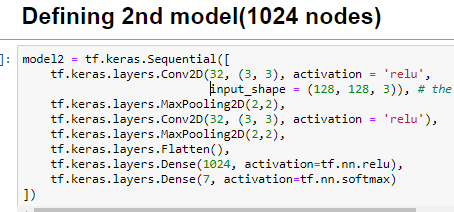 Defining 2nd model(1024 nodes)
]: model2 = tf.keras.Sequential([
tf.keras.layers.Conv2D(32, (3, 3), activation = 'relu',
input_shape = (128, 128, 3)), # the
tf.keras.layers.MaxPooling2D(2,2),
tf.keras.layers.Conv2D(32, (3, 3), activation = 'relu'),
tf.keras.layers.MaxPooling2D(2,2),
tf.keras.layers.Flatten(),
tf.keras.layers.Dense(1024, activation=tf.nn.relu),
tf.keras.layers.Dense(7, activation=tf.nn.softmax)
])